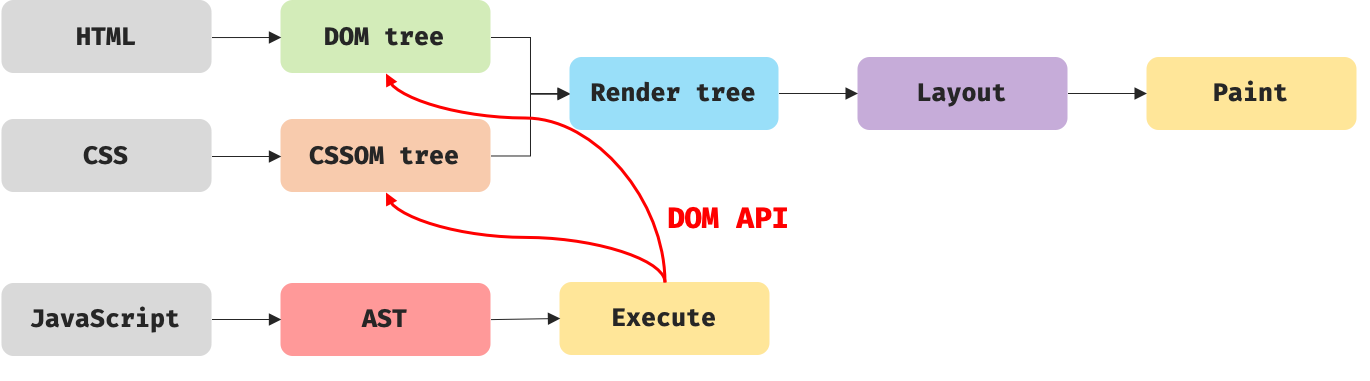 HTML
DOM tree
Render tree
Layout
Paint
CSS
CSSOM tree
DOM API
JavaScript
AST
Execute